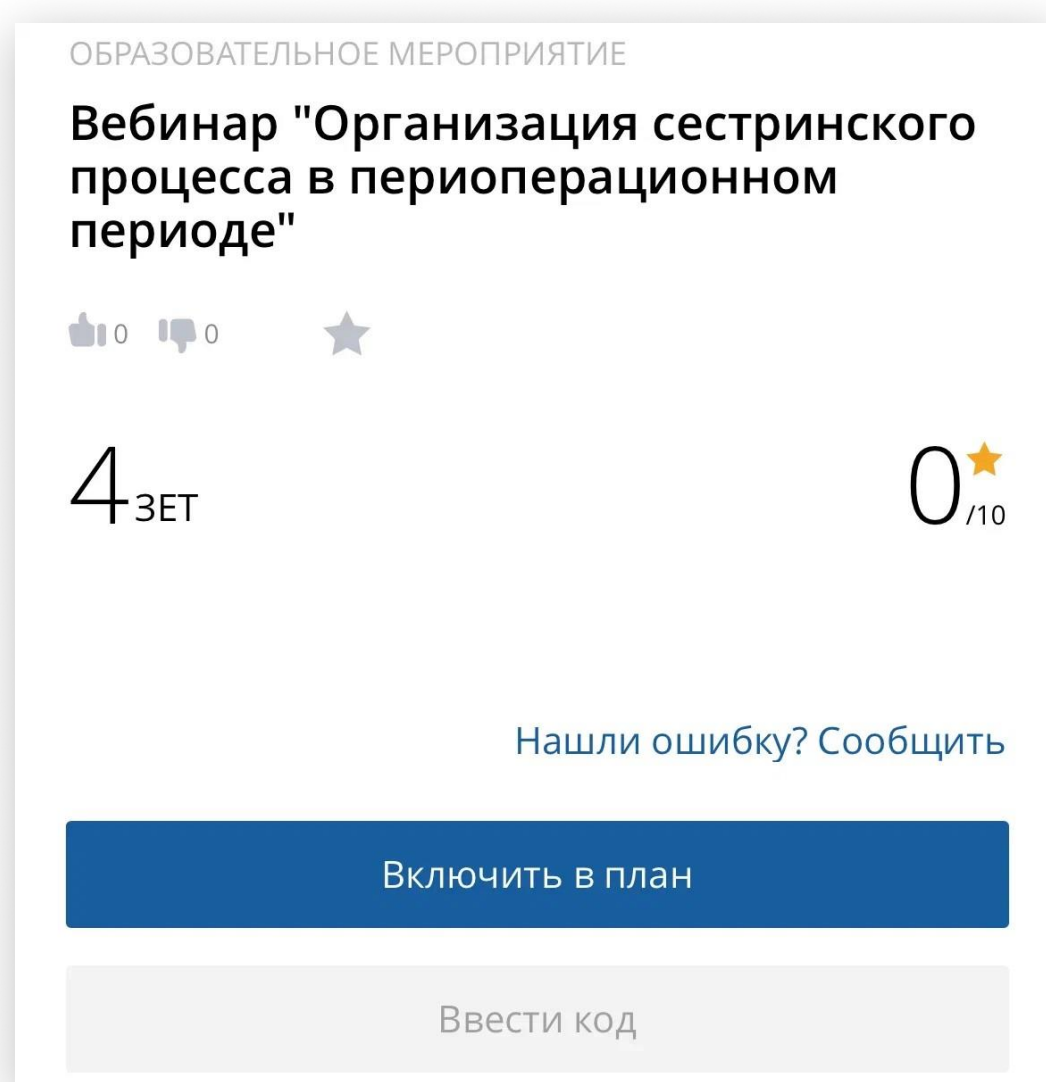 ОБРАЗОВАТЕЛЬНОЕ МЕРОПРИЯТИЕ
Вебинар "Организация сестринского
процесса в периоперационном
периоде"
0 0
4 ЗЕТ 0/10
Нашли ошибку? Сообщить
Включить в план
Ввести код